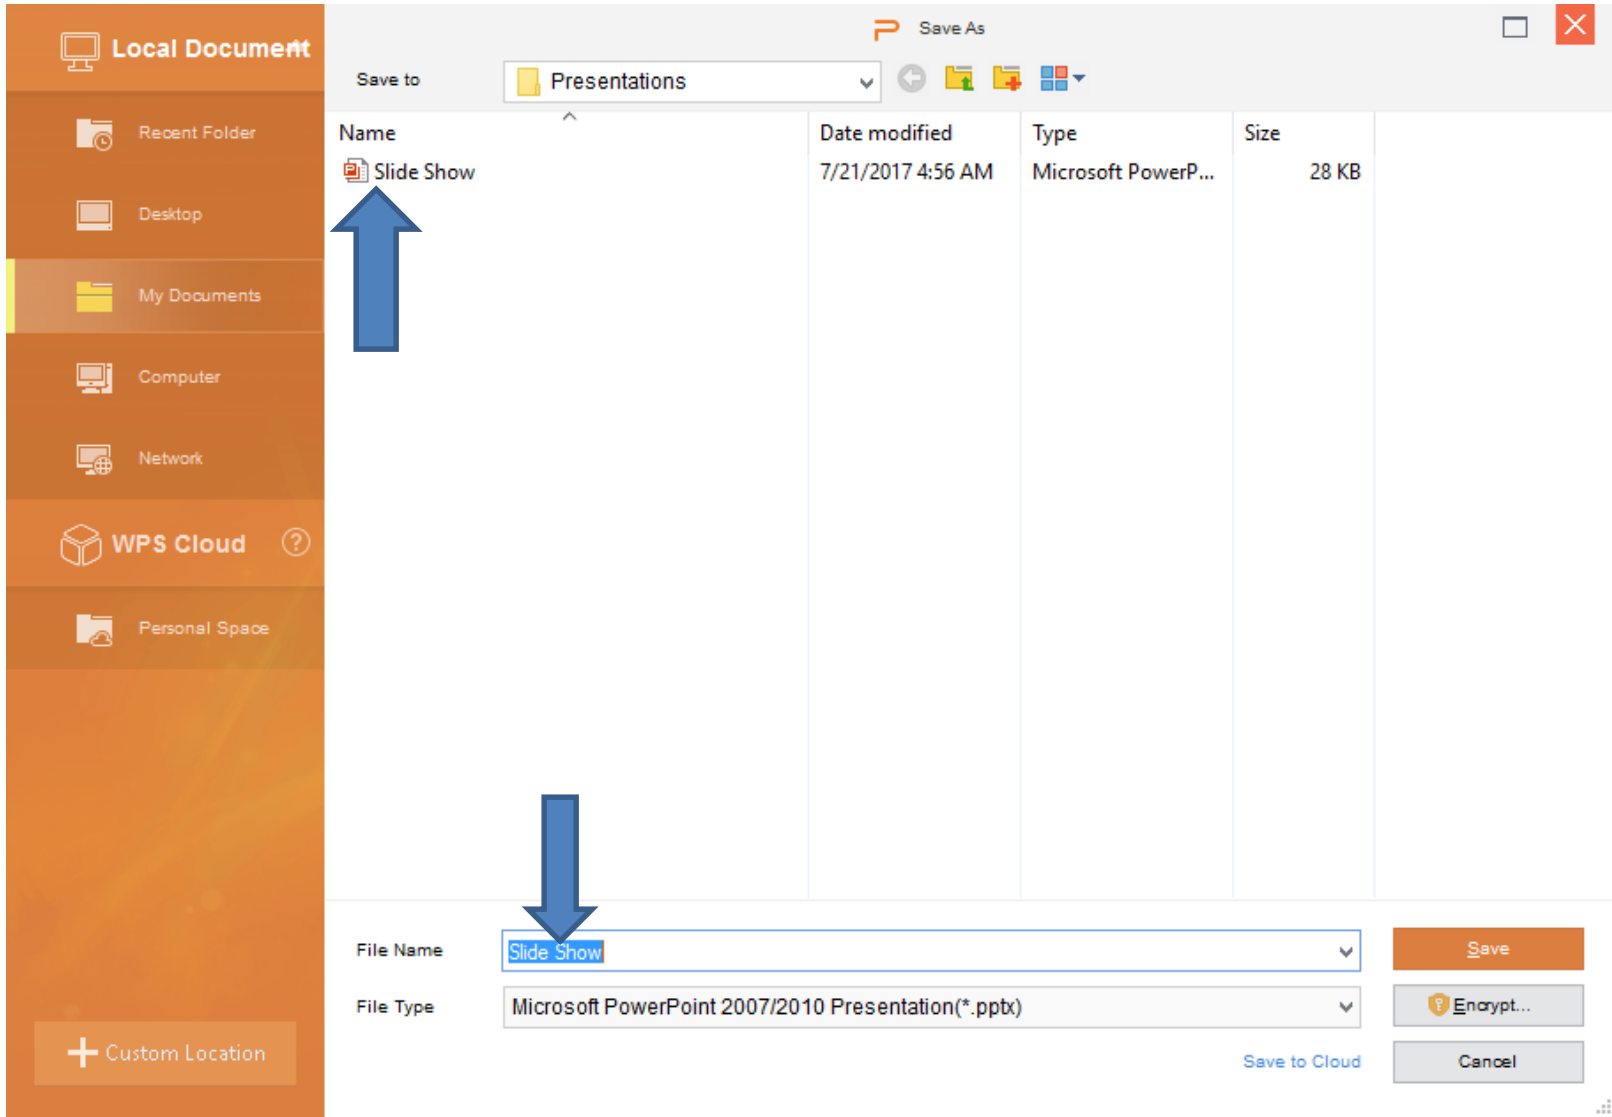 Local Document
Save As
Save to
Presentations
Recent Folder
Desktop
My Documents
Computer
Network
WPS Cloud ?
Personal Space
Custom Location
Name Date modified Type Size
Slide Show 7/21/2017 4:56 AM Microsoft PowerP... 28 KB
File Name Slide Show
Save
File Type Microsoft PowerPoint 2007/2010 Presentation(*.pptx)
Encrypt...
Save to Cloud
Cancel